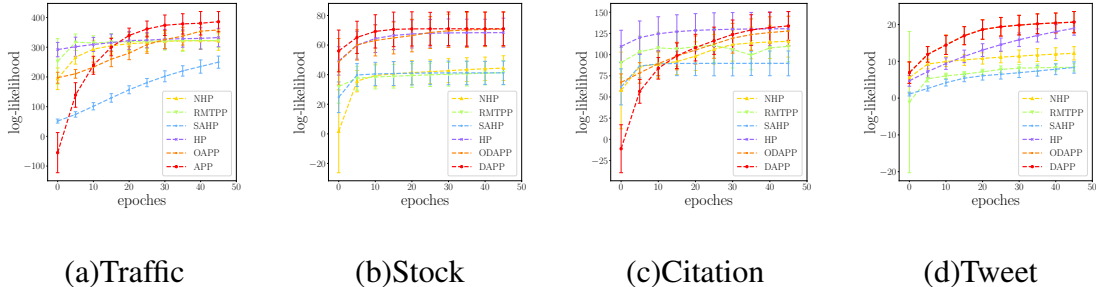 log-likelihood
400
300
200
100
0
−100
0
10
20
30
40
50
epoches
NHP
RMTPP
SAHP
HP
OAPP
APP
(a)Traffic
log-likelihood
80
60
40
20
0
−20
0
10
20
30
40
50
epoches
NHP
RMTPP
SAHP
HP
ODAPP
DAPP
(b)Stock
log-likelihood
150
125
100
75
50
25
0
−25
0
10
20
30
40
50
epoches
NHP
RMTPP
SAHP
HP
ODAPP
DAPP
(c)Citation
log-likelihood
20
10
0
−10
−20
0
10
20
30
40
50
epoches
NHP
RMTPP
SAHP
HP
ODAPP
DAPP
(d)Tweet